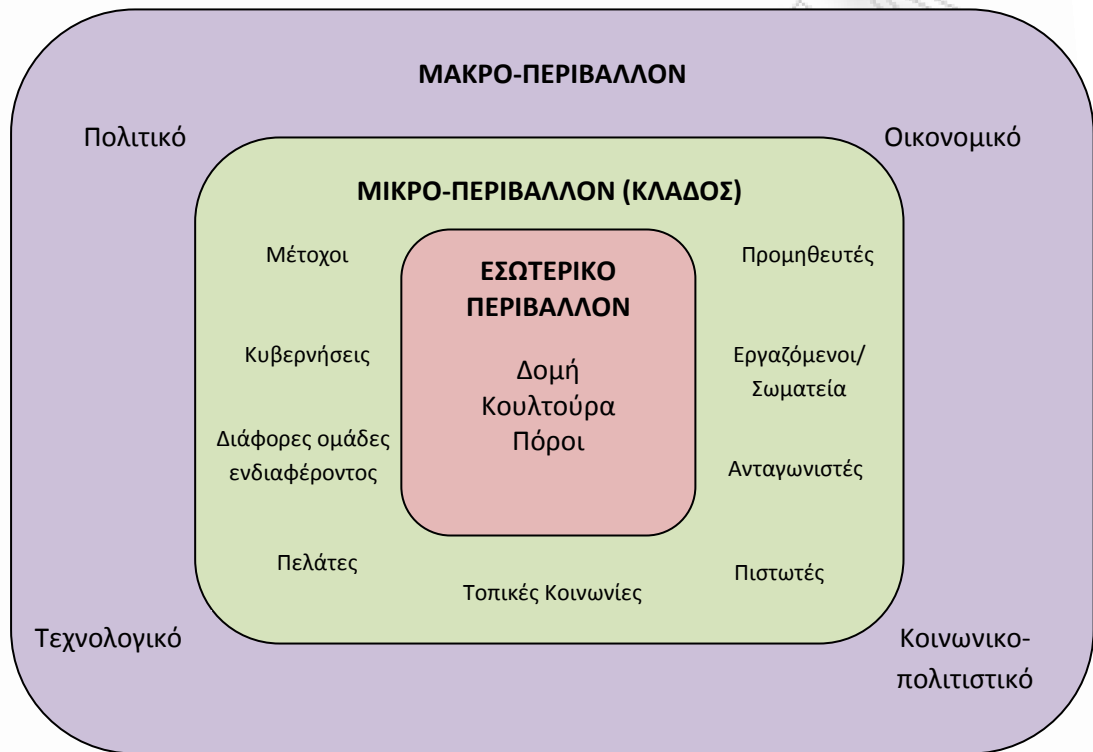 ΜΑΚΡΟ-ΠΕΡΙΒΑΛΛΟΝ
Πολιτικό
Οικονομικό
ΜΙΚΡΟ-ΠΕΡΙΒΑΛΛΟΝ (ΚΛΑΔΟΣ)
Μέτοχοι
Προμηθευτές
ΕΣΩΤΕΡΙΚΟ
ΠΕΡΙΒΑΛΛΟΝ
Κυβερνήσεις
Εργαζόμενοι/
Σωματεία
Δομή
Κουλτούρα
Πόροι
Διάφορες ομάδες
ενδιαφέροντος
Ανταγωνιστές
Πελάτες
Τοπικές Κοινωνίες
Πιστωτές
Τεχνολογικό
Κοινωνικο-
πολιτιστικό